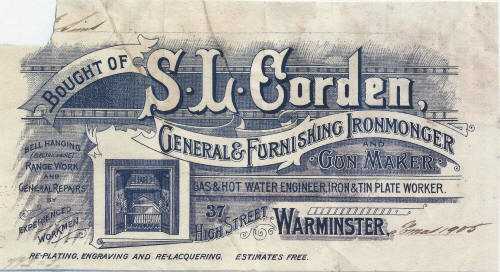 BOUGHT OF
S. L. Corden,
GENERAL & FURNISHING IRONMONGER
AND
GUN MAKER.
BELL HANGING
RANGE WORK
AND
GENERAL REPAIRS
BY
EXPERIENCED
WORKMEN
GAS & HOT WATER ENGINEER, IRON & TIN PLATE WORKER.
37,
HIGH STREET
WARMINSTER,
1905
RE-PLATING, ENGRAVING AND RE-LACQUERING. ESTIMATES FREE.